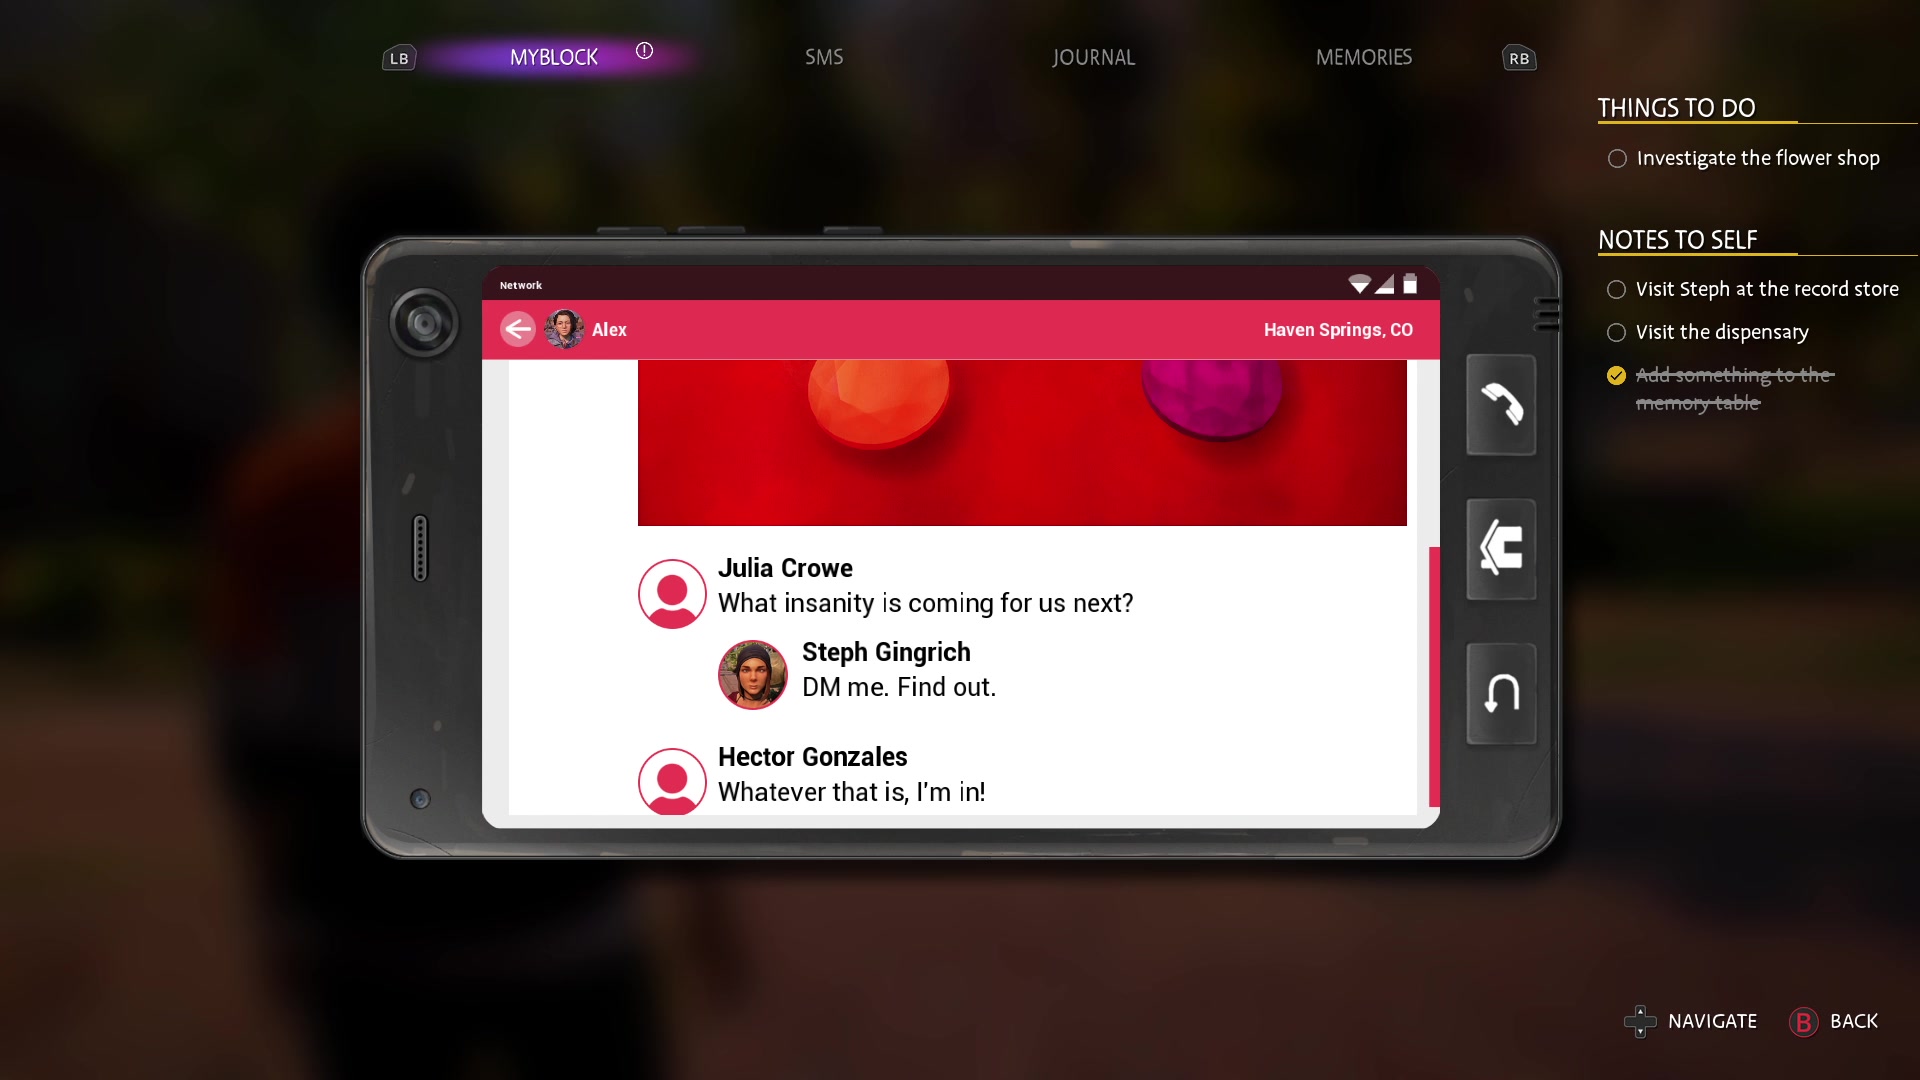 LB
MYBLOCK
SMS
JOURNAL
MEMORIES
RB
THINGS TO DO
Investigate the flower shop
NOTES TO SELF
Visit Steph at the record store
Visit the dispensary
Add something to the
memory table
Network
Alex
Haven Springs, CO
Julia Crowe
What insanity is coming for us next?
Steph Gingrich
DM me. Find out.
Hector Gonzales
Whatever that is, I'm in!
NAVIGATE
B BACK